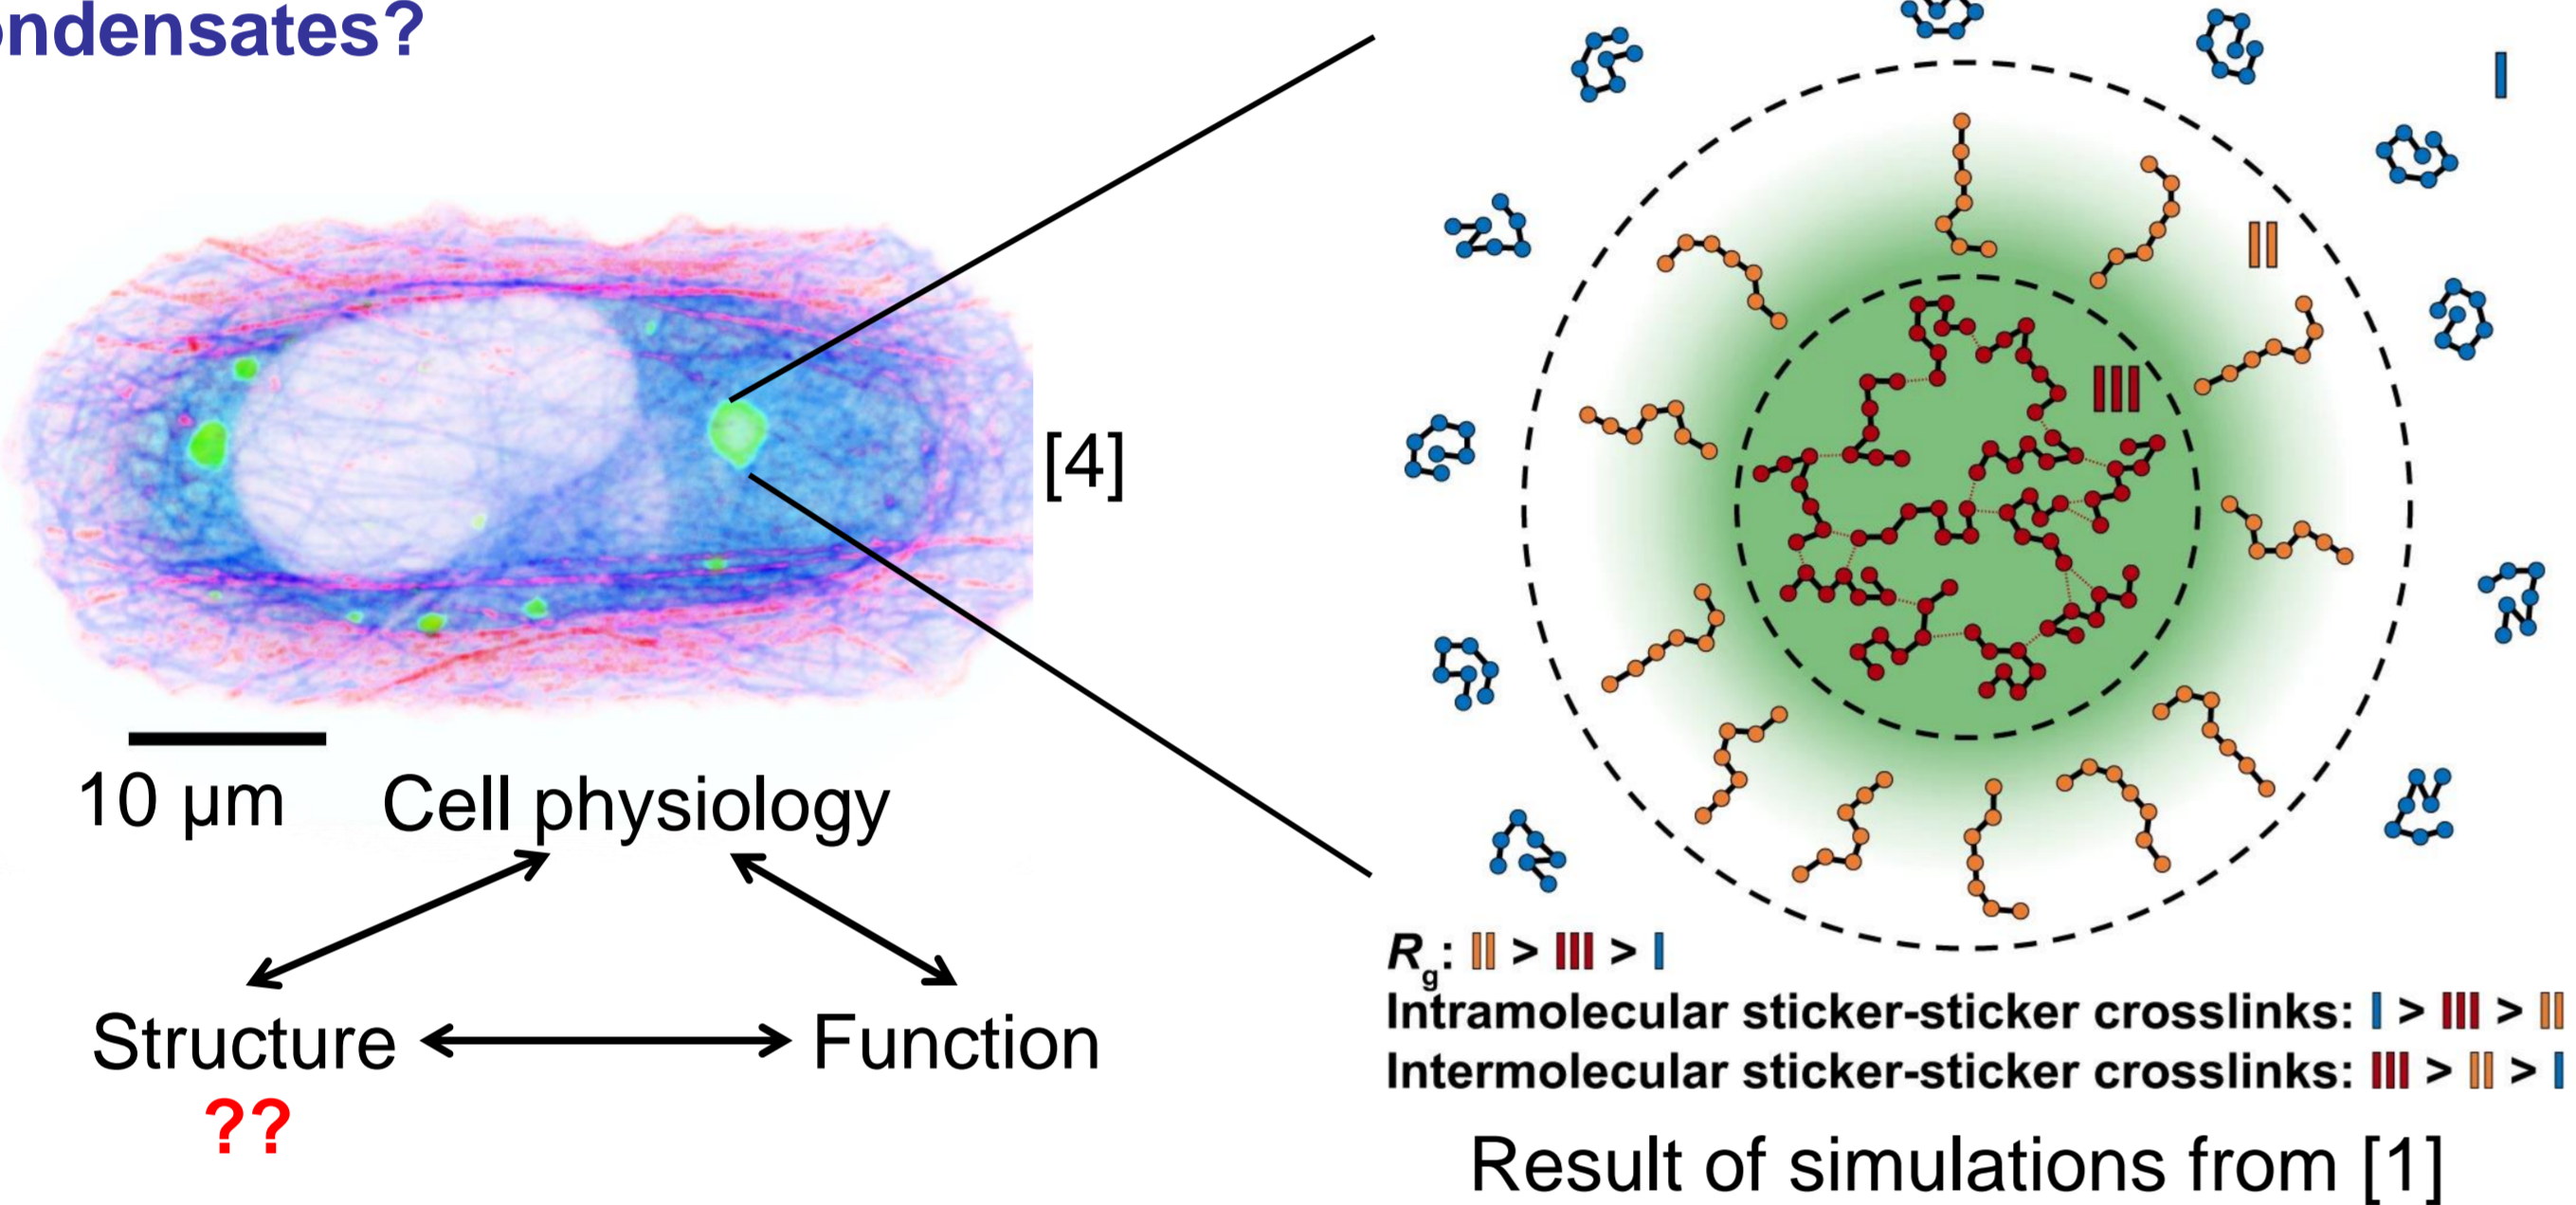 ondensates?
I
II
III
[4]
10 µm
Cell physiology
Structure
Function
??
Rg: II > III > I
Intramolecular sticker-sticker crosslinks: I > III > II
Intermolecular sticker-sticker crosslinks: III > II > I
Result of simulations from [1]